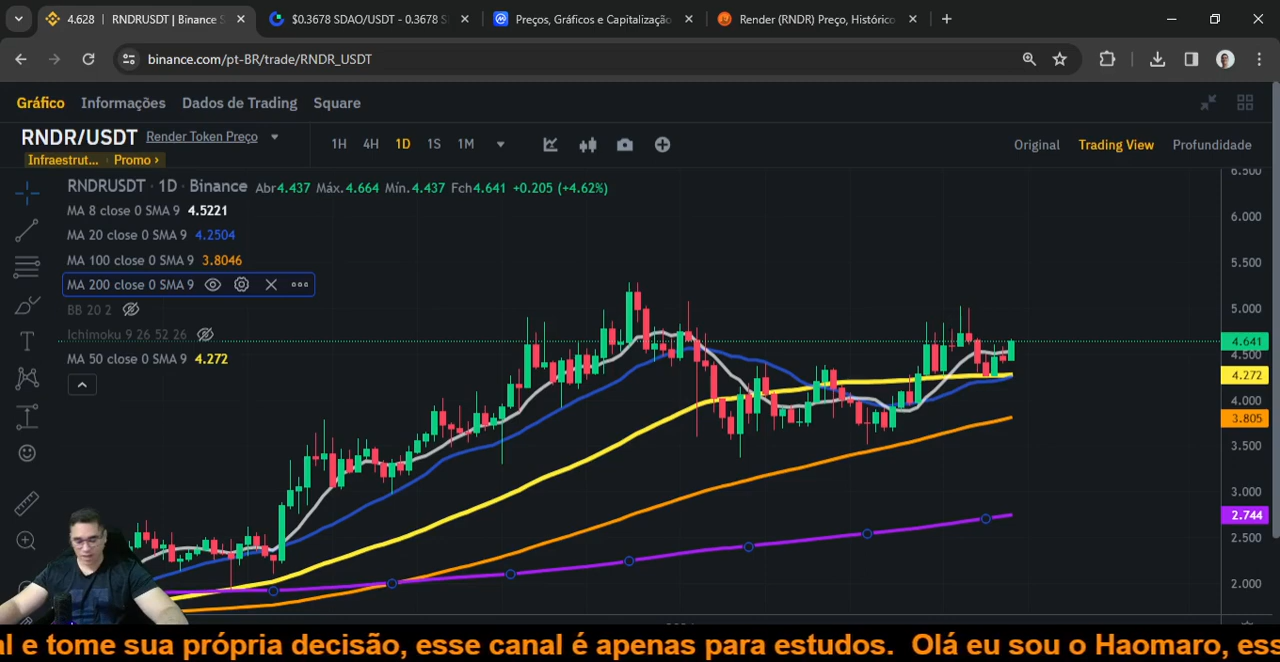 4.628 | RNDRUSDT | Binance S
$0.3678 SDAO/USDT - 0.3678 S
Preços, Gráficos e Capitalização
Render (RNDR) Preço, Histórico
binance.com/pt-BR/trade/RNDR_USDT
Gráfico Informações Dados de Trading Square
RNDR/USDT Render Token Preço
Infraestrut... · Promo ›
1H 4H 1D 1S 1M
Original Trading View Profundidade
RNDRUSDT · 1D · Binance Abr4.437 Máx.4.664 Mín.4.437 Fch4.641 +0.205 (+4.62%)
MA 8 close 0 SMA 9 4.5221
MA 20 close 0 SMA 9 4.2504
MA 100 close 0 SMA 9 3.8046
MA 200 close 0 SMA 9
BB 20 2
Ichimoku 9 26 52 26
MA 50 close 0 SMA 9 4.272
6.500
6.000
5.500
5.000
4.641
4.500
4.272
4.000
3.805
3.500
3.000
2.744
2.500
2.000
al e tome sua própria decisão, esse canal é apenas para estudos. Olá eu sou o Haomaro, ess